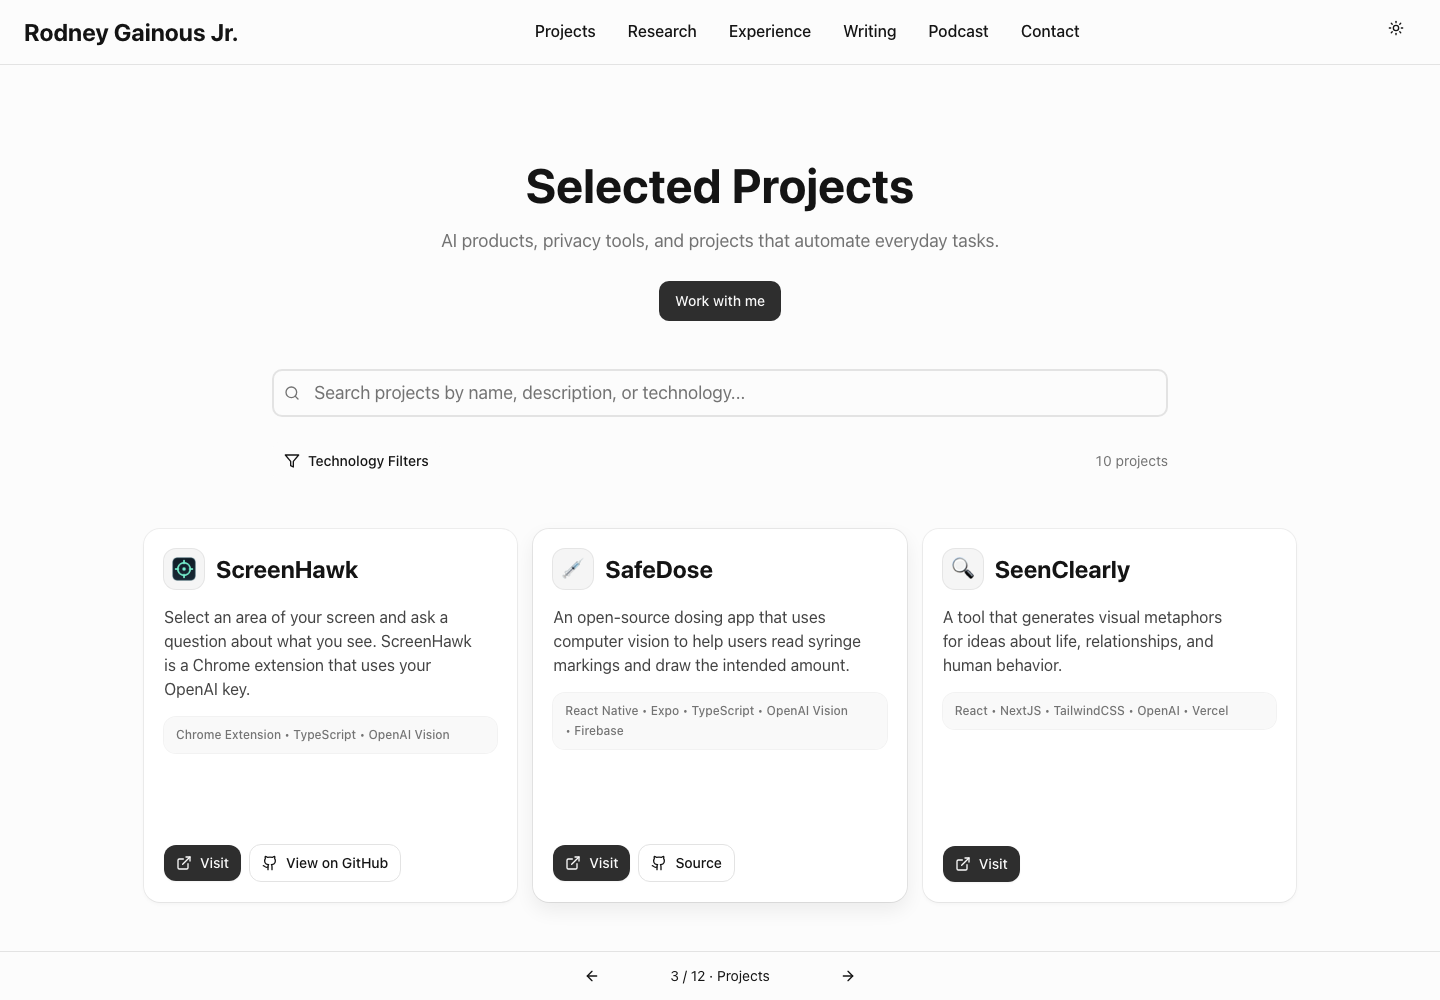 Rodney Gainous Jr.
Projects
Research
Experience
Writing
Podcast
Contact
Selected Projects
AI products, privacy tools, and projects that automate everyday tasks.
Work with me
Search projects by name, description, or technology...
Technology Filters
10 projects
ScreenHawk
Select an area of your screen and ask a
question about what you see. ScreenHawk
is a Chrome extension that uses your
OpenAI key.
Chrome Extension • TypeScript • OpenAI Vision
Visit
View on GitHub
SafeDose
An open-source dosing app that uses
computer vision to help users read syringe
markings and draw the intended amount.
React Native • Expo • TypeScript • OpenAI Vision
• Firebase
Visit
Source
SeenClearly
A tool that generates visual metaphors
for ideas about life, relationships, and
human behavior.
React • NextJS • TailwindCSS • OpenAI • Vercel
Visit
3 / 12 · Projects